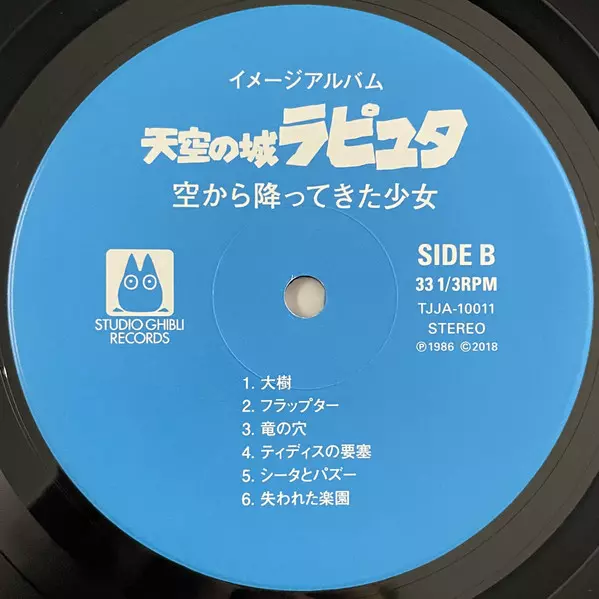 イメージアルバム
天空の城ラピュタ
空から降ってきた少女
SIDE B
33 1/3RPM
TJJA-10011
STEREO
Ⓟ1986 ©2018
STUDIO GHIBLI
RECORDS
1. 大樹
2. フラップター
3. 竜の穴
4. ティディスの要塞
5. シータとパズー
6. 失われた楽園